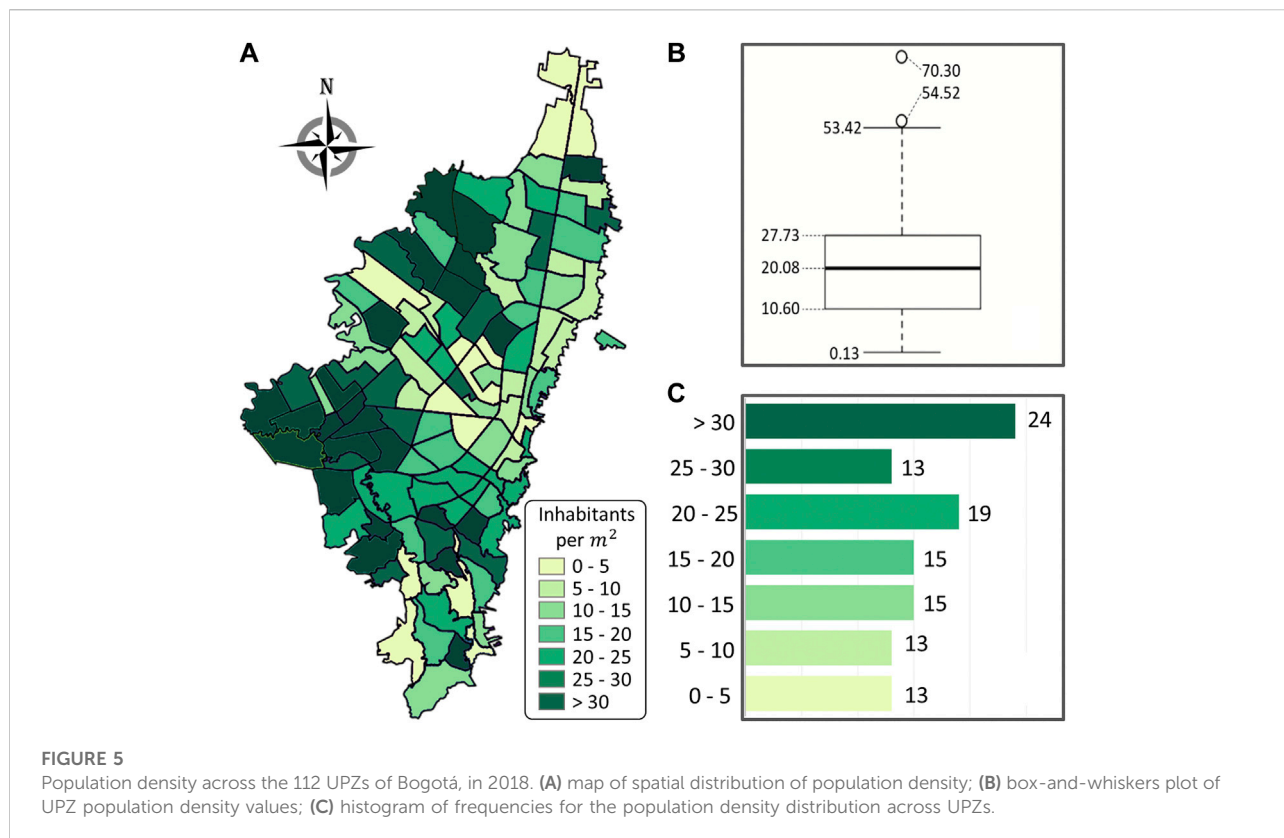 A
N
Inhabitants
per m²
0 - 5
5 - 10
10 - 15
15 - 20
20 - 25
25 - 30
> 30
B
70.30
54.52
53.42
27.73
20.08
10.60
0.13
C
> 30 24
25 - 30 13
20 - 25 19
15 - 20 15
10 - 15 15
5 - 10 13
0 - 5 13
FIGURE 5
Population density across the 112 UPZs of Bogotá, in 2018. (A) map of spatial distribution of population density; (B) box-and-whiskers plot of
UPZ population density values; (C) histogram of frequencies for the population density distribution across UPZs.